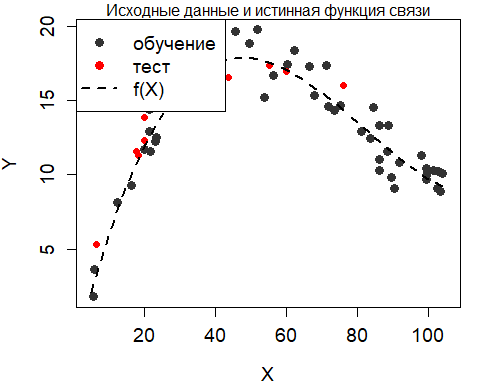 Исходные данные и истинная функция связи
обучение
тест
f(X)
20
15
10
5
Y
20 40 60 80 100
X